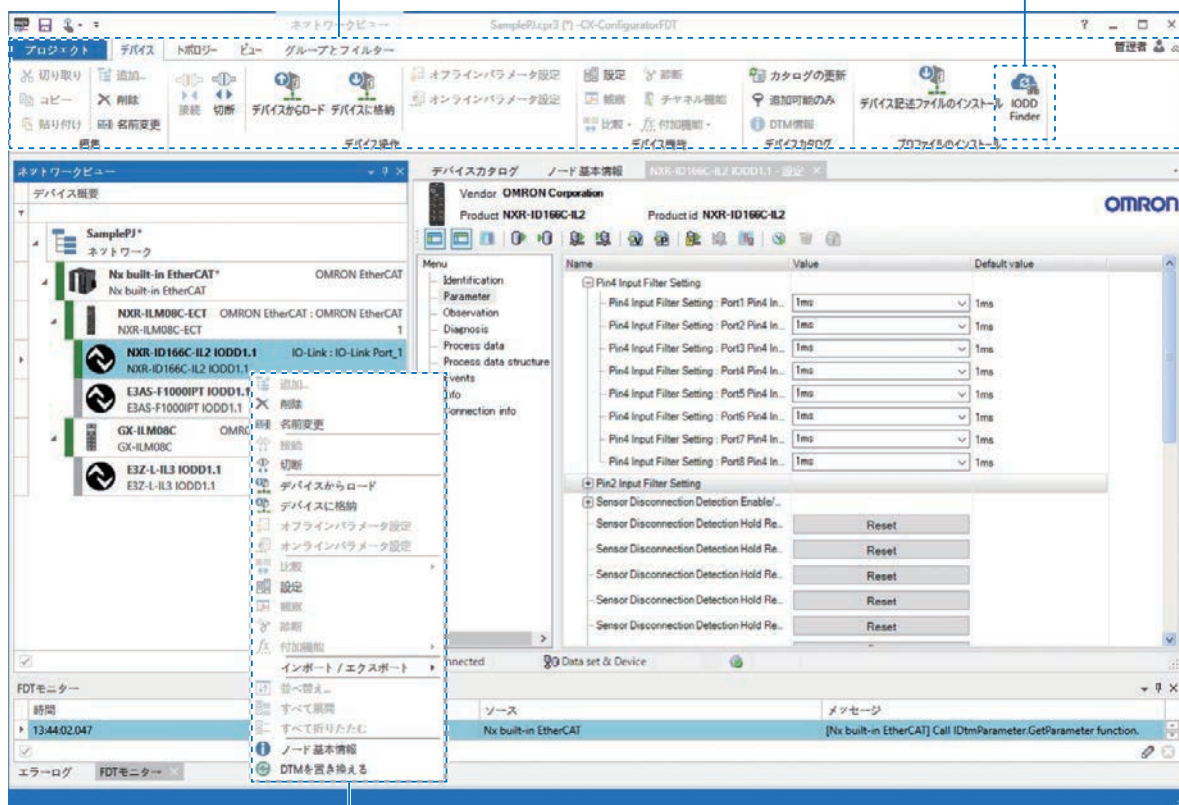 ネットワークビュー
SamplePJ.cpr3 (*) -CX-ConfiguratorFDT
プロジェクト デバイス トポロジー ビュー グループとフィルター 管理者
切り取り 追加... オフラインパラメータ設定 設定 診断 カタログの更新
コピー 削除 接続 切断 デバイスからロード デバイスに格納 オンラインパラメータ設定 観察 チャネル機能 追加可能のみ デバイス記述ファイルのインストール IODD Finder
貼り付け 名前変更 比較 付加機能 DTM情報
編集 デバイス操作 デバイス機能 デバイスカタログ プロファイルのインストール
ネットワークビュー
デバイス概要
SamplePJ*
ネットワーク
Nx built-in EtherCAT* OMRON EtherCAT
Nx built-in EtherCAT
NXR-ILM08C-ECT OMRON EtherCAT : OMRON EtherCAT
NXR-ILM08C-ECT 1
NXR-ID166C-IL2 IODD1.1 IO-Link : IO-Link Port_1
NXR-ID166C-IL2 IODD1.1
E3AS-F1000IPT IODD1.1
E3AS-F1000IPT IODD1.1
GX-ILM08C OMRO
GX-ILM08C
E3Z-L-IL3 IODD1.1
E3Z-L-IL3 IODD1.1
追加...
削除
名前変更
接続
切断
デバイスからロード
デバイスに格納
オフラインパラメータ設定
オンラインパラメータ設定
比較
設定
観察
診断
付加機能
インポート / エクスポート
並べ替え...
すべて展開
すべて折りたたむ
ノード基本情報
DTMを置き換える
デバイスカタログ ノード基本情報 NXR-ID166C-IL2 IODD1.1 - 設定
Vendor OMRON Corporation
Product NXR-ID166C-IL2 Product id NXR-ID166C-IL2
OMRON
Menu
Identification
Parameter
Observation
Diagnosis
Process data
Process data structure
vents
nfo
onnection info
Name Value Default value
Pin4 Input Filter Setting
Pin4 Input Filter Setting : Port1 Pin4 In... 1ms 1ms
Pin4 Input Filter Setting : Port2 Pin4 In... 1ms 1ms
Pin4 Input Filter Setting : Port3 Pin4 In... 1ms 1ms
Pin4 Input Filter Setting : Port4 Pin4 In... 1ms 1ms
Pin4 Input Filter Setting : Port5 Pin4 In... 1ms 1ms
Pin4 Input Filter Setting : Port6 Pin4 In... 1ms 1ms
Pin4 Input Filter Setting : Port7 Pin4 In... 1ms 1ms
Pin4 Input Filter Setting : Port8 Pin4 In... 1ms 1ms
Pin2 Input Filter Setting
Sensor Disconnection Detection Enable/...
Sensor Disconnection Detection Hold Re... Reset
Sensor Disconnection Detection Hold Re... Reset
Sensor Disconnection Detection Hold Re... Reset
Sensor Disconnection Detection Hold Re... Reset
Sensor Disconnection Detection Hold Re... Reset
nnected Data set & Device
FDTモニター
時間 ソース メッセージ
13:44:02.047 Nx built-in EtherCAT [Nx built-in EtherCAT] Call IDtmParameter.GetParameter function.
エラーログ FDTモニター